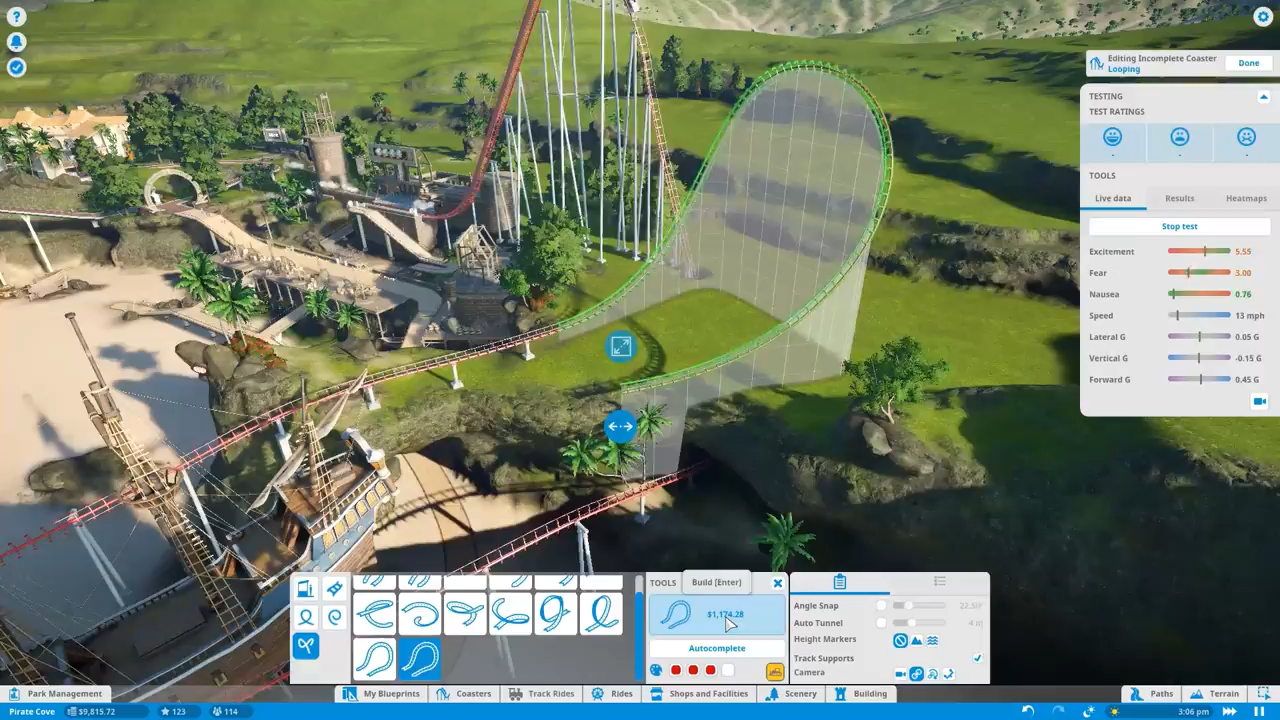 ?
Editing Incomplete Coaster
Looping
Done
TESTING
TEST RATINGS
-
-
-
TOOLS
Live data
Results
Heatmaps
Stop test
Excitement 5.55
Fear 3.00
Nausea 0.76
Speed 13 mph
Lateral G 0.05 G
Vertical G -0.15 G
Forward G 0.45 G
TOOLS
Build [Enter]
$1,174.28
Autocomplete
Angle Snap
Auto Tunnel
Height Markers
Track Supports
Camera
Park Management
My Blueprints
Coasters
Track Rides
Rides
Shops and Facilities
Scenery
Building
Paths
Terrain
Pirate Cove
$9,815.72
123
114
3:06 pm